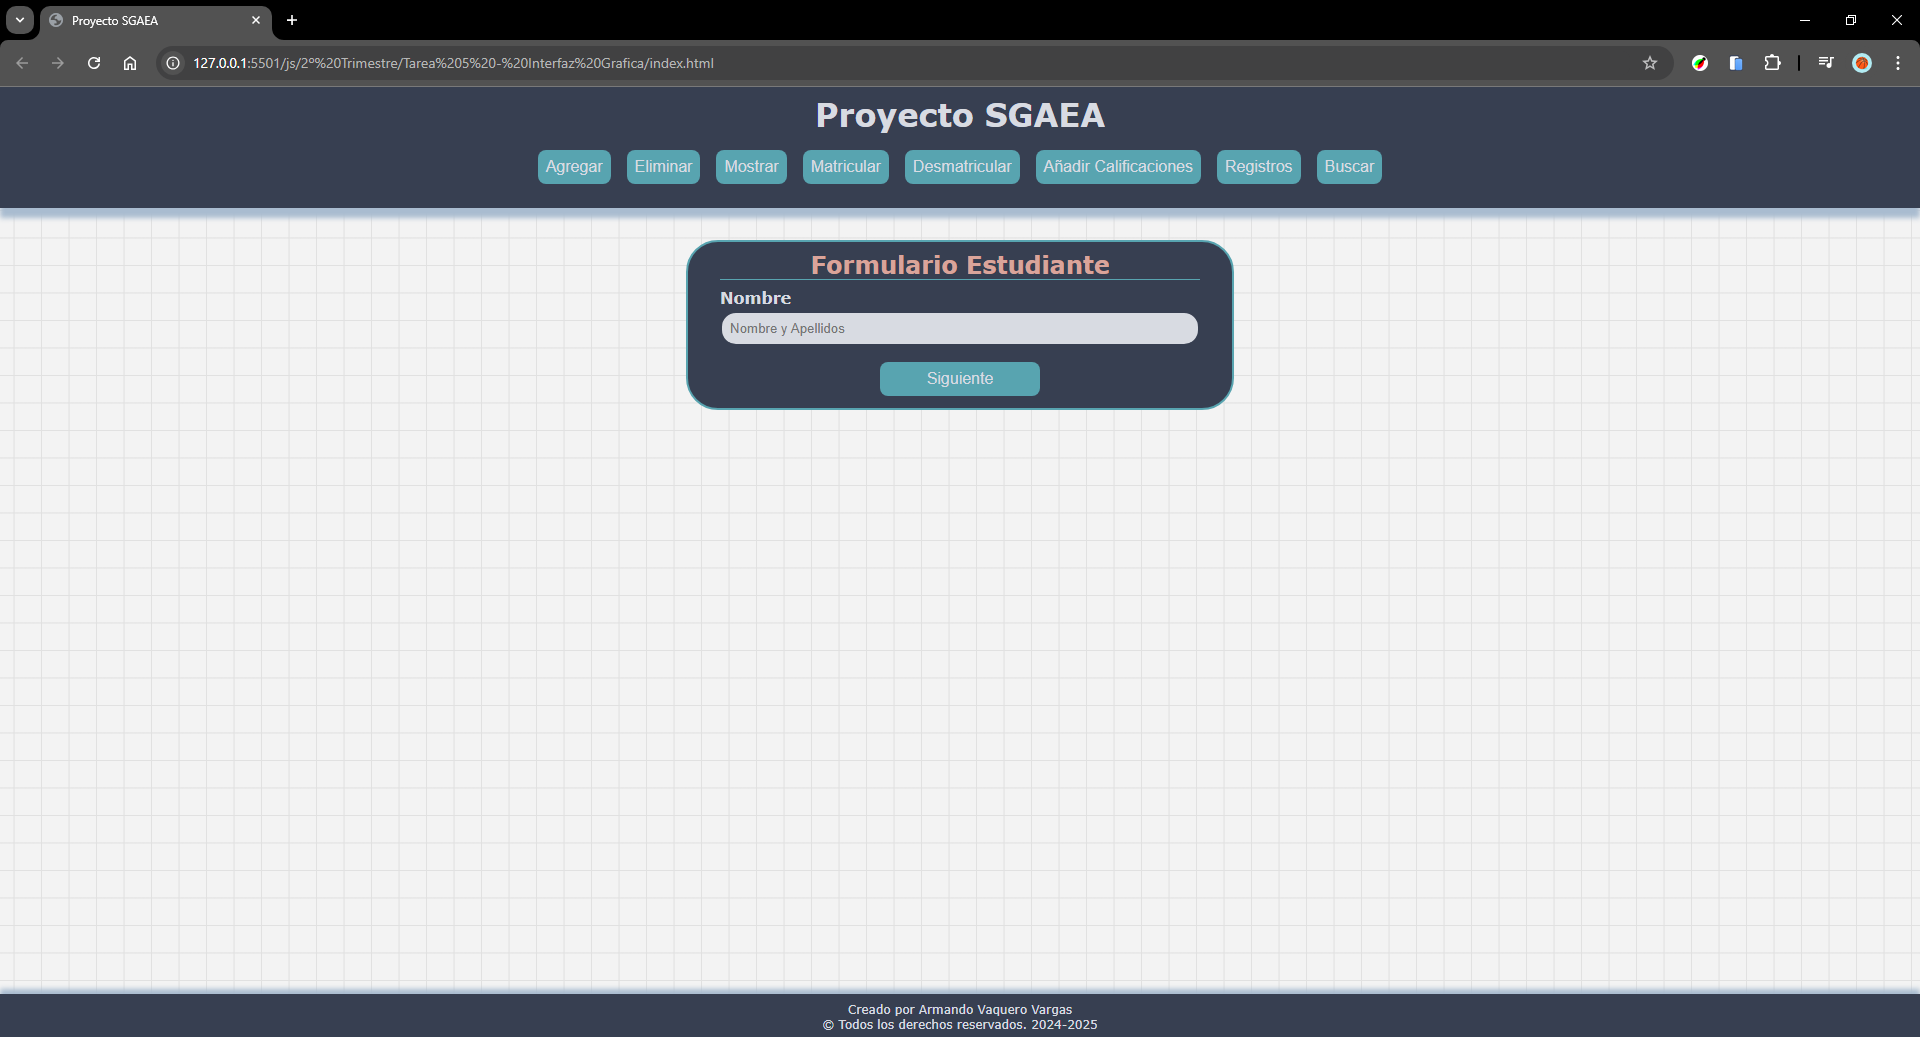 Proyecto SGAEA
127.0.0.1:5501/js/2º%20Trimestre/Tarea%205%20-%20Interfaz%20Grafica/index.html
Proyecto SGAEA
Agregar Eliminar Mostrar Matricular Desmatricular Añadir Calificaciones Registros Buscar
Formulario Estudiante
Nombre
Nombre y Apellidos
Siguiente
Creado por Armando Vaquero Vargas
© Todos los derechos reservados. 2024-2025